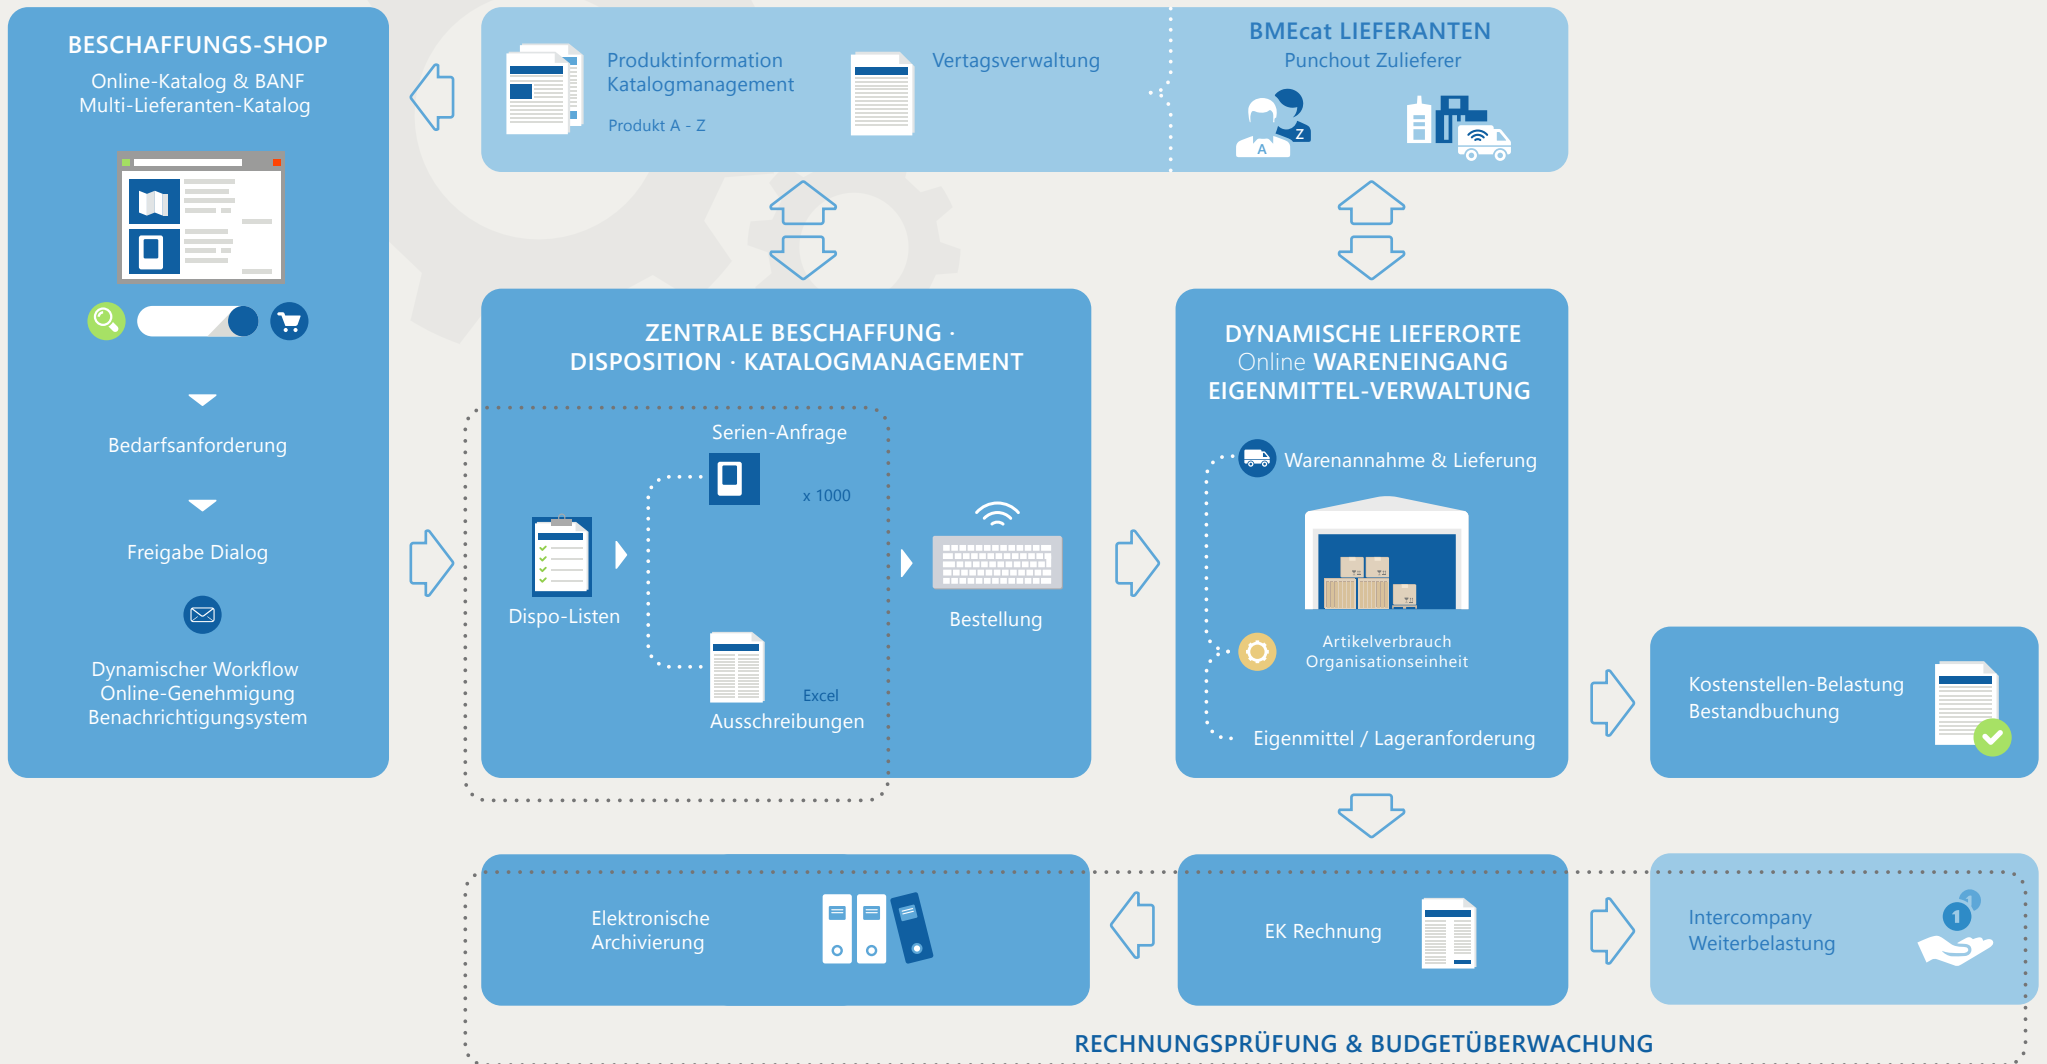 BESCHAFFUNGS-SHOP
Online-Katalog & BANF
Multi-Lieferanten-Katalog
Bedarfsanforderung
Freigabe Dialog
Dynamischer Workflow
Online-Genehmigung
Benachrichtigungsystem
Produktinformation
Katalogmanagement
Produkt A - Z
Vertagsverwaltung
BMEcat LIEFERANTEN
Punchout Zulieferer
A
Z
ZENTRALE BESCHAFFUNG ·
DISPOSITION · KATALOGMANAGEMENT
Serien-Anfrage
x 1000
Dispo-Listen
Excel
Ausschreibungen
Bestellung
DYNAMISCHE LIEFERORTE
Online WARENEINGANG
EIGENMITTEL-VERWALTUNG
Warenannahme & Lieferung
Artikelverbrauch
Organisationseinheit
Eigenmittel / Lageranforderung
Kostenstellen-Belastung
Bestandbuchung
Elektronische
Archivierung
EK Rechnung
Intercompany
Weiterbelastung
1
1
RECHNUNGSPRÜFUNG & BUDGETÜBERWACHUNG